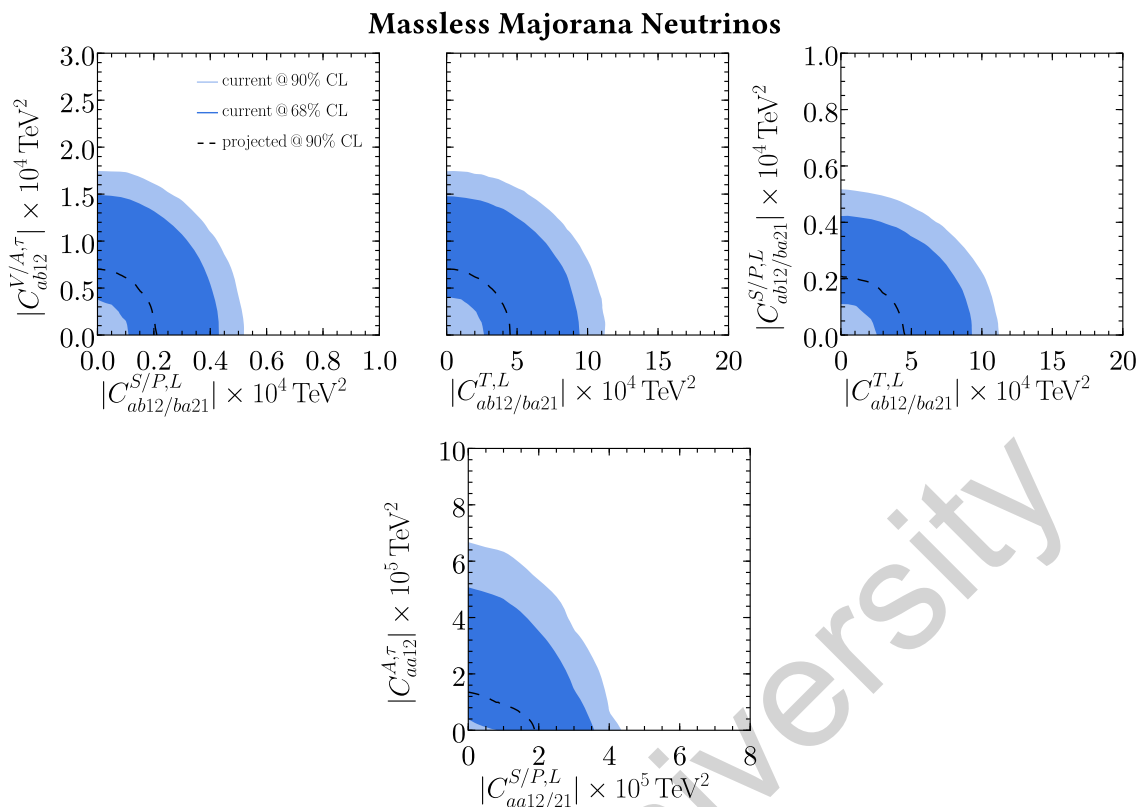 Massless Majorana Neutrinos
3.0
2.5
2.0
1.5
1.0
0.5
0.0
|C^{V/A,τ}_{ab12}| × 10^4 TeV^2
current @ 90% CL
current @ 68% CL
projected @ 90% CL
0.0 0.2 0.4 0.6 0.8 1.0
|C^{S/P,L}_{ab12/ba21}| × 10^4 TeV^2
0 5 10 15 20
|C^{T,L}_{ab12/ba21}| × 10^4 TeV^2
1.0
0.8
0.6
0.4
0.2
0.0
|C^{S/P,L}_{ab12/ba21}| × 10^4 TeV^2
0 5 10 15 20
|C^{T,L}_{ab12/ba21}| × 10^4 TeV^2
10
8
6
4
2
0
|C^{A,τ}_{aa12}| × 10^5 TeV^2
0 2 4 6 8
|C^{S/P,L}_{aa12/21}| × 10^5 TeV^2
iversity